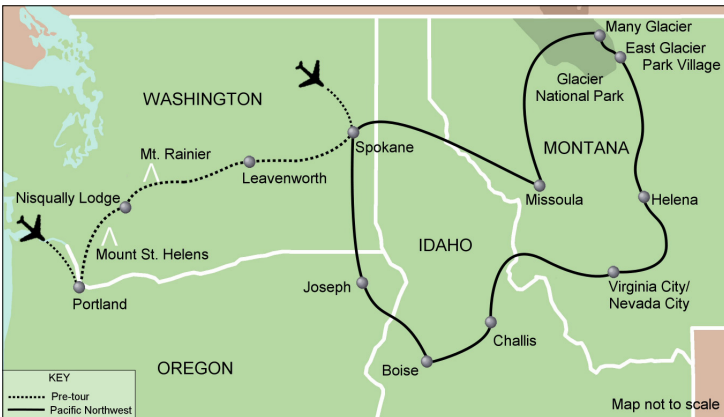 Many Glacier
East Glacier
Park Village
Glacier
National Park
WASHINGTON
MONTANA
Mt. Rainier
Spokane
Leavenworth
Missoula
Helena
Nisqually Lodge
Mount St. Helens
IDAHO
Joseph
Virginia City/
Nevada City
Portland
Challis
Boise
OREGON
KEY
Pre-tour
Pacific Northwest
Map not to scale